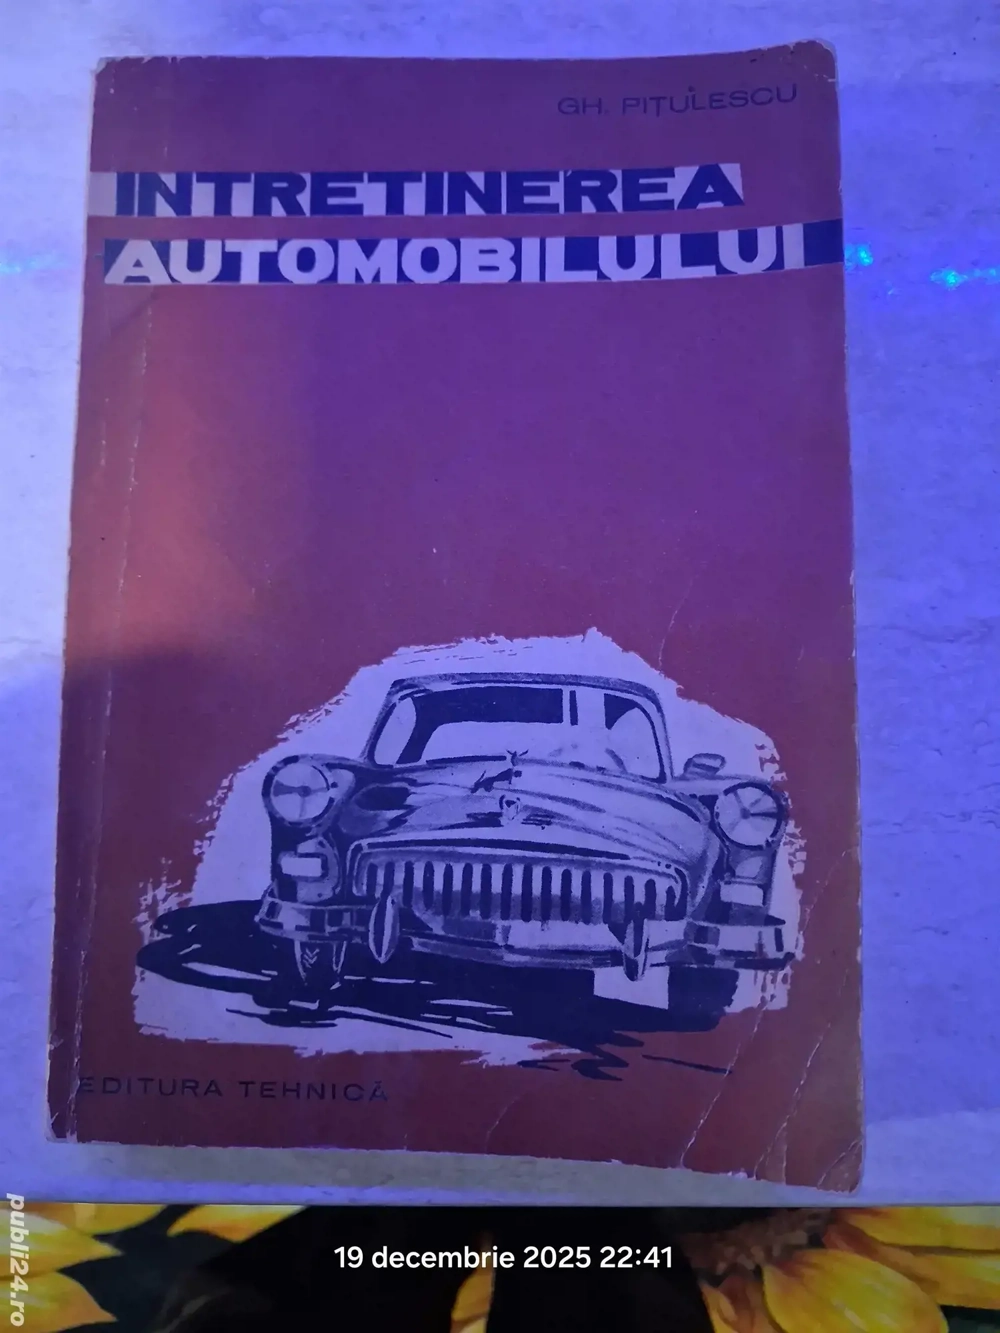 GH. PIȚULESCU
INTRETINEREA
AUTOMOBILULUI
EDITURA TEHNICĂ
19 decembrie 2025 22:41
publi24.ro